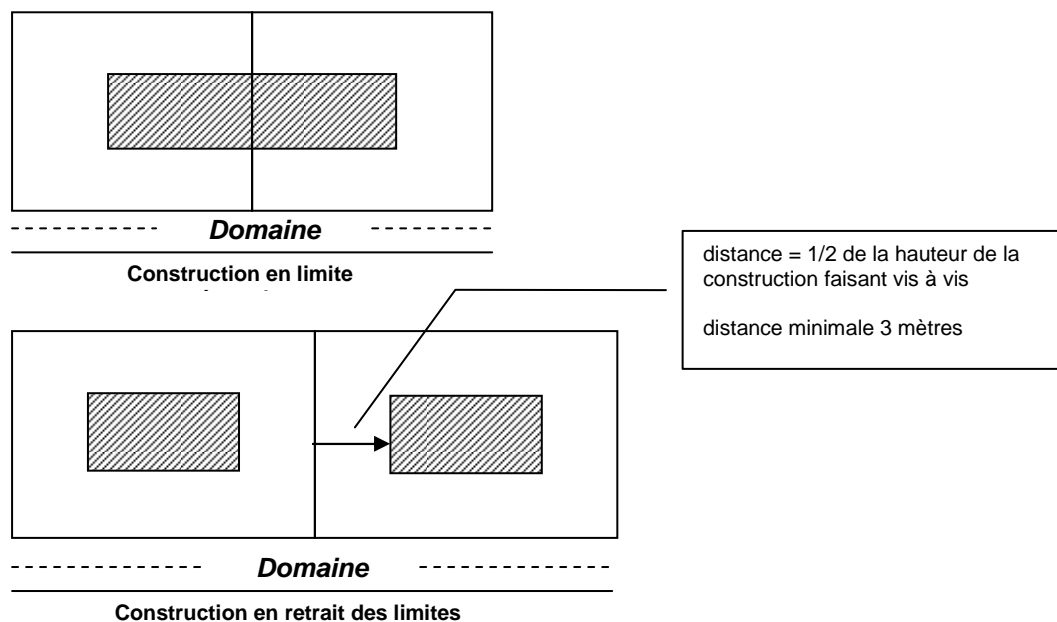 Domaine
Construction en limite
distance = 1/2 de la hauteur de la
construction faisant vis à vis
distance minimale 3 mètres
Domaine
Construction en retrait des limites